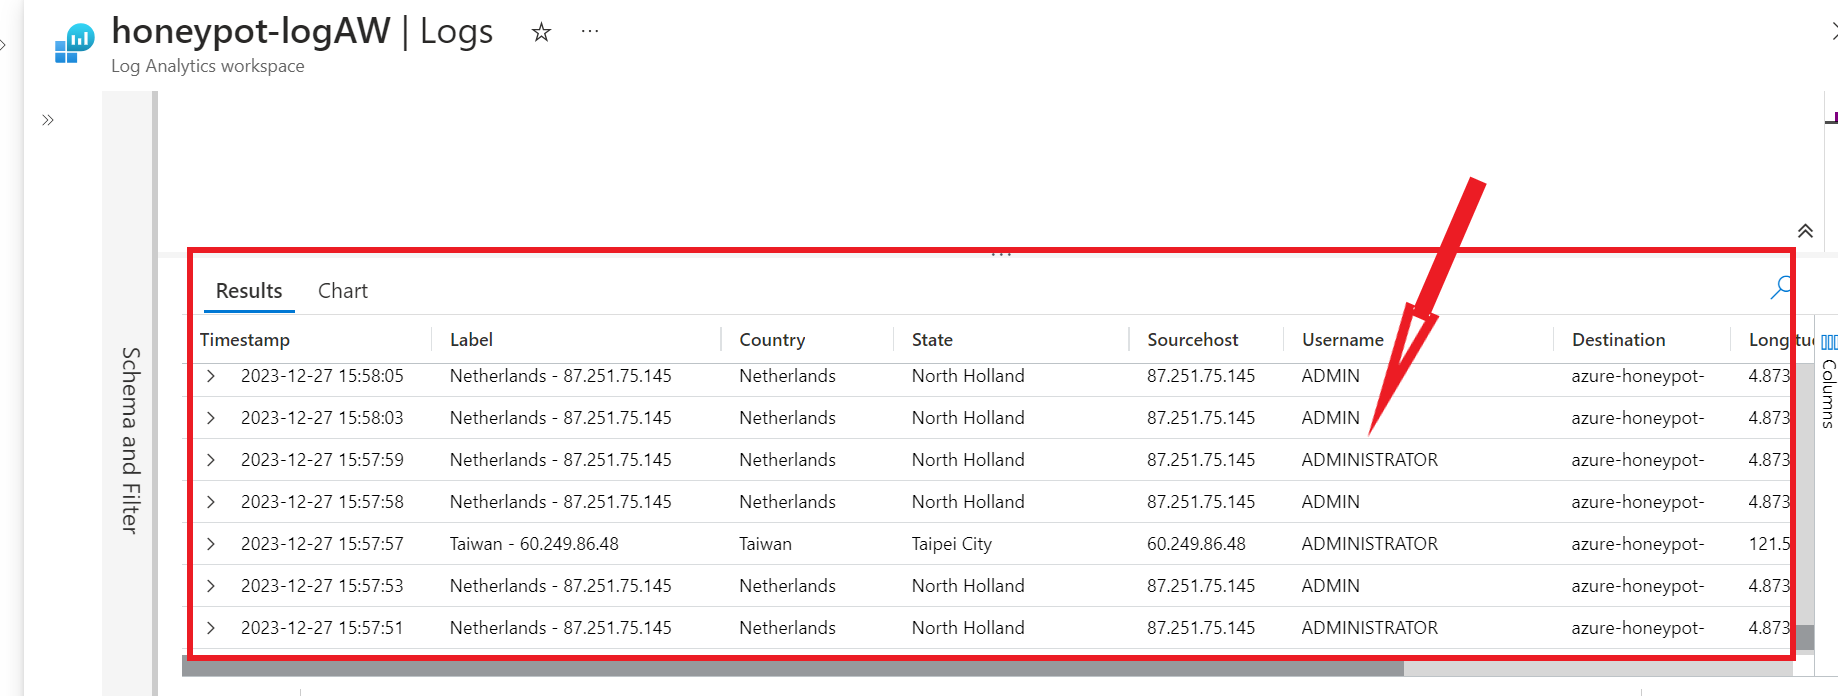 honeypot-logAW | Logs
Log Analytics workspace
Schema and Filter
Results Chart
Timestamp Label Country State Sourcehost Username Destination Longitu
2023-12-27 15:58:05 Netherlands - 87.251.75.145 Netherlands North Holland 87.251.75.145 ADMIN azure-honeypot- 4.873
2023-12-27 15:58:03 Netherlands - 87.251.75.145 Netherlands North Holland 87.251.75.145 ADMIN azure-honeypot- 4.873
2023-12-27 15:57:59 Netherlands - 87.251.75.145 Netherlands North Holland 87.251.75.145 ADMINISTRATOR azure-honeypot- 4.873
2023-12-27 15:57:58 Netherlands - 87.251.75.145 Netherlands North Holland 87.251.75.145 ADMIN azure-honeypot- 4.873
2023-12-27 15:57:57 Taiwan - 60.249.86.48 Taiwan Taipei City 60.249.86.48 ADMINISTRATOR azure-honeypot- 121.5
2023-12-27 15:57:53 Netherlands - 87.251.75.145 Netherlands North Holland 87.251.75.145 ADMIN azure-honeypot- 4.873
2023-12-27 15:57:51 Netherlands - 87.251.75.145 Netherlands North Holland 87.251.75.145 ADMINISTRATOR azure-honeypot- 4.873
Columns